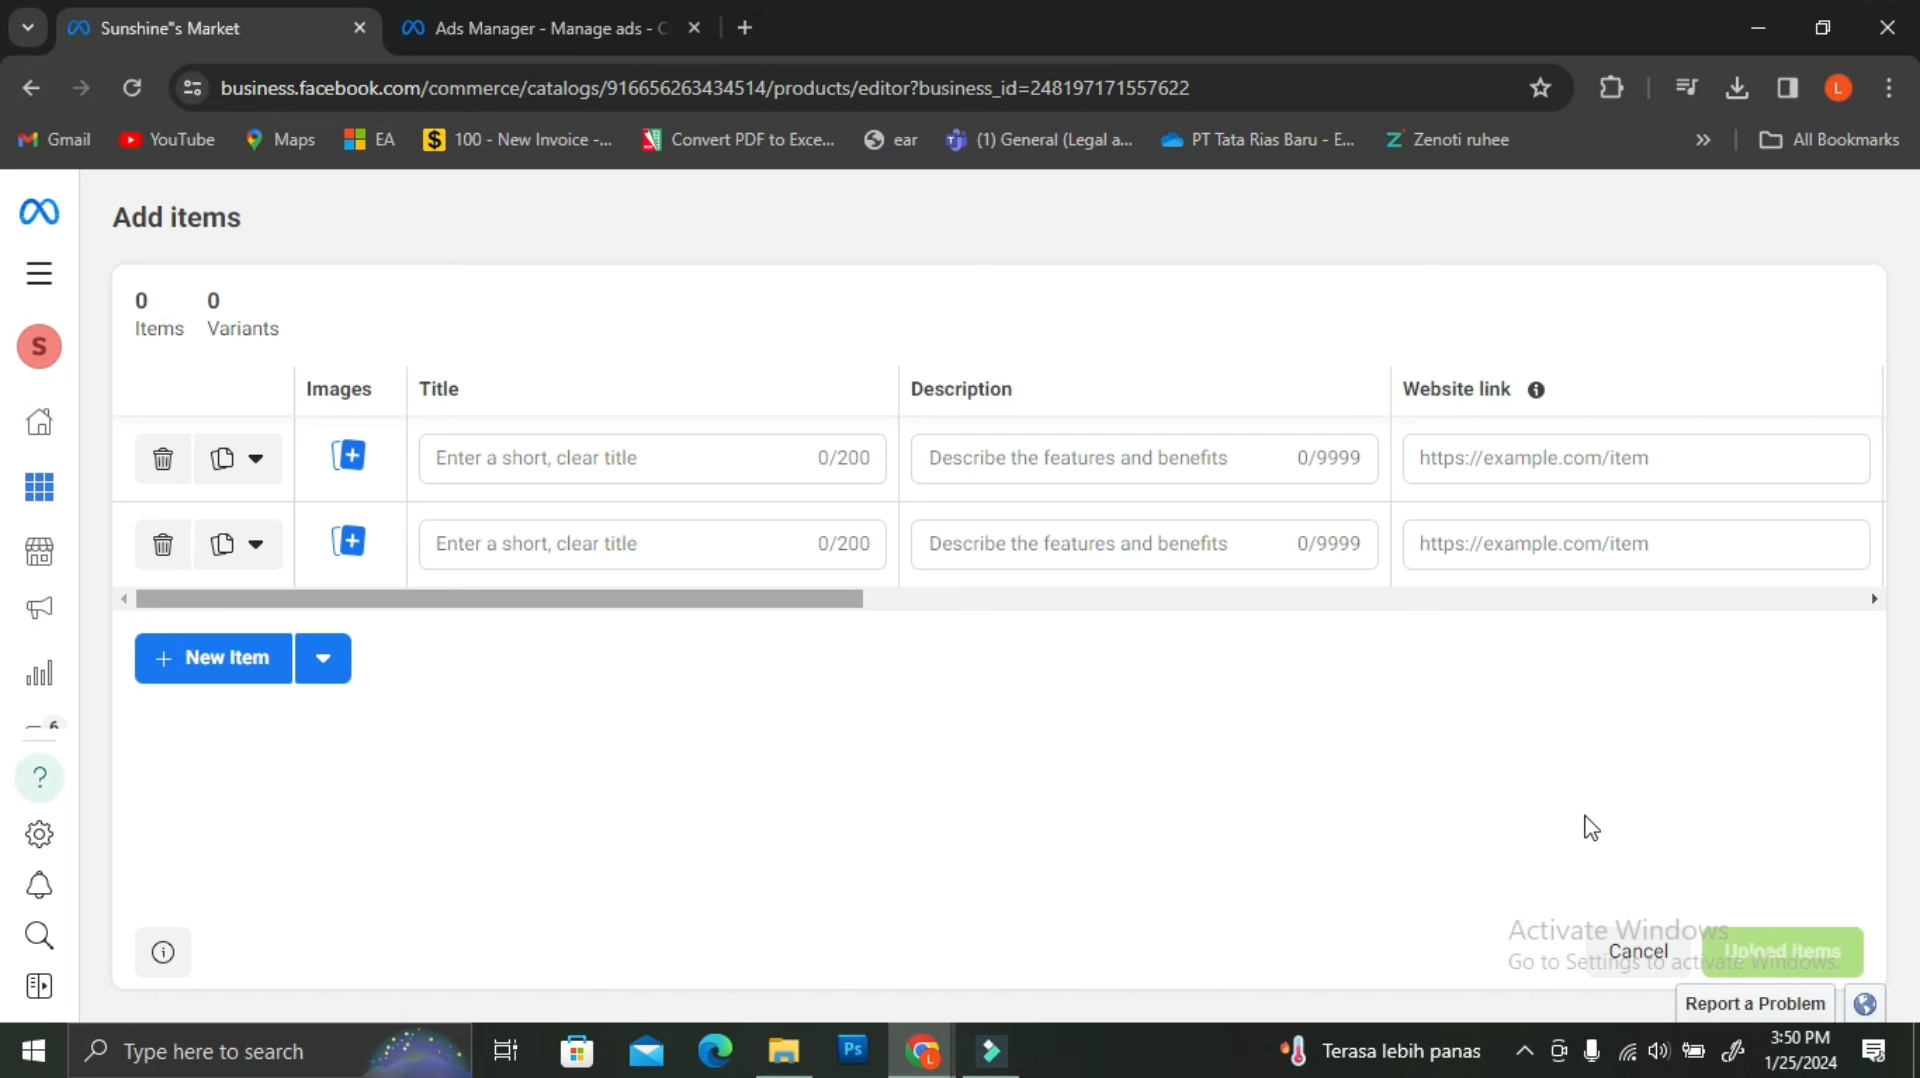 Sunshine"s Market
Ads Manager - Manage ads - C
business.facebook.com/commerce/catalogs/916656263434514/products/editor?business_id=248197171557622
L
Gmail
YouTube
Maps
EA
100 - New Invoice -...
Convert PDF to Exce...
ear
(1) General (Legal a...
PT Tata Rias Baru - E...
Zenoti ruhee
All Bookmarks
Add items
0 0
Items Variants
S
Images Title Description Website link
Enter a short, clear title 0/200 Describe the features and benefits 0/9999 https://example.com/item
Enter a short, clear title 0/200 Describe the features and benefits 0/9999 https://example.com/item
+ New Item
6
?
Activate Windows
Go to Settings to activate Windows.
Cancel
Upload Items
Report a Problem
Type here to search
Ps
L
Terasa lebih panas
3:50 PM
1/25/2024